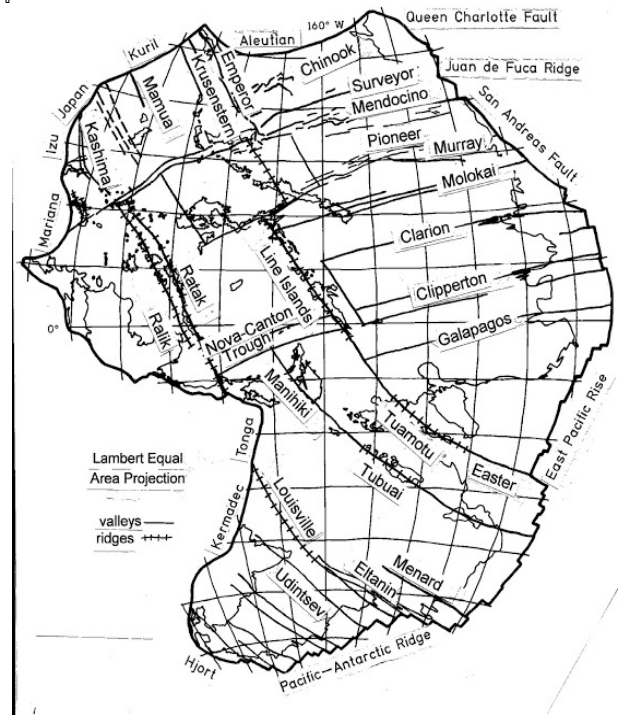 160° W
Queen Charlotte Fault
Aleutian
Kuril
Emperor
Chinook
Juan de Fuca Ridge
Krusenstern
Surveyor
Mamua
Japan
Mendocino
San Andreas Fault
Kashima
Izu
Pioneer
Murray
Molokai
Mariana
Clarion
Line Islands
Ratak
Clipperton
Ralik
0°
Nova-Canton
Trough
Galapagos
Manihiki
East Pacific Rise
Tuamotu
Tonga
Easter
Lambert Equal
Area Projection
Tubuai
Louisville
valleys
ridges
Kermadec
Menard
Eltanin
Udintsev
Pacific-Antarctic Ridge
Hjort